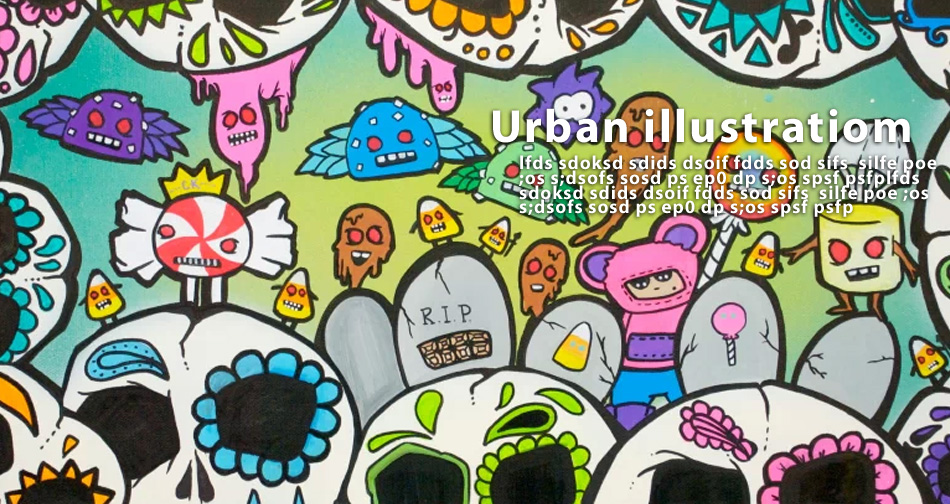 Urban illustratiom
lfds sdoksd sdids dsoif fdds sod sifs  silfe poe
;os s;dsofs sosd ps ep0 dp s;os spsf psfplfds
sdoksd sdids dsoif fdds sod sifs  silfe poe ;os
s;dsofs sosd ps ep0 dp s;os spsf psfp
C.K.
R.I.P.